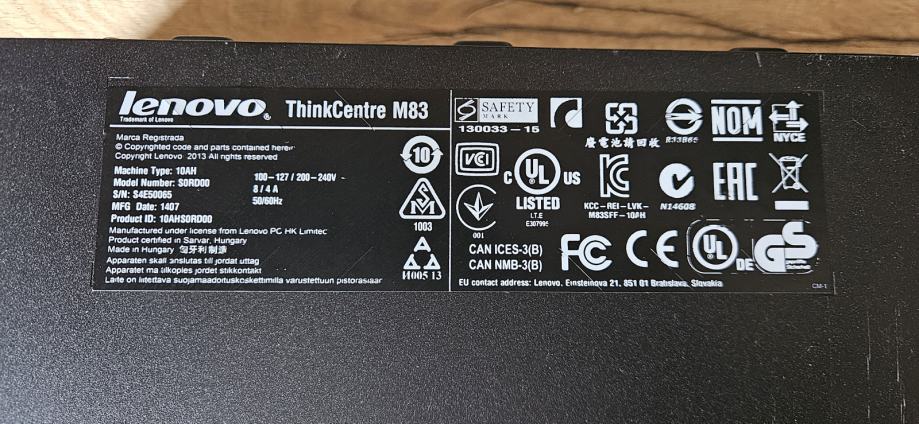 lenovo® ThinkCentre M83
Trademark of Lenovo
Marca Registrada
© Copyrighted code and parts contained herein
Copyright Lenovo 2013 All rights reserved
Machine Type: 10AH
Model Number: S0RD00
S/N: S4E50065
MFG Date: 1407
Product ID: 10AHS0RD00
100-127 / 200-240V ~
8 / 4 A
50/60Hz
Manufactured under license from Lenovo PC HK Limited
Product certified in Sarvar, Hungary
Made in Hungary 匈牙利制造
Apparaten skall anslutas till jordat uttag
Apparatet må tilkoples jordet stikkontakt
Laite on liitettävä suojamaadoituskoskettimilla varustettuun pistorasiaan
10
1003
И005 13
SAFETY
MARK
130033-15
廢電池請回收
R33B65
NOM
NYCE
VCI
001
C UL US
LISTED
I.T.E
E307995
KCC-REI-LVK-
M83SFF-10AH
N14608
EAC
CAN ICES-3(B)
CAN NMB-3(B)
FC CE
UL DE
GS
EU contact address: Lenovo, Einsteinova 21, 851 01 Bratislava, Slovakia
CM-1